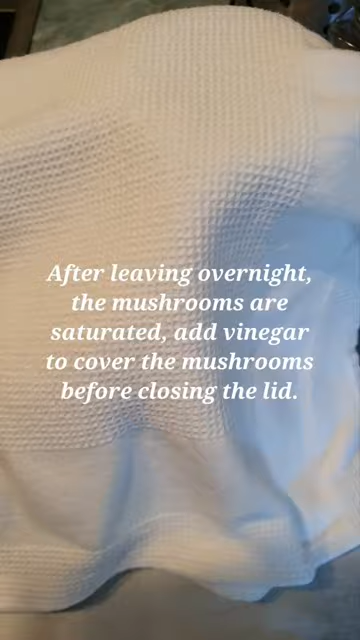 After leaving overnight,
the mushrooms are
saturated, add vinegar
to cover the mushrooms
before closing the lid.